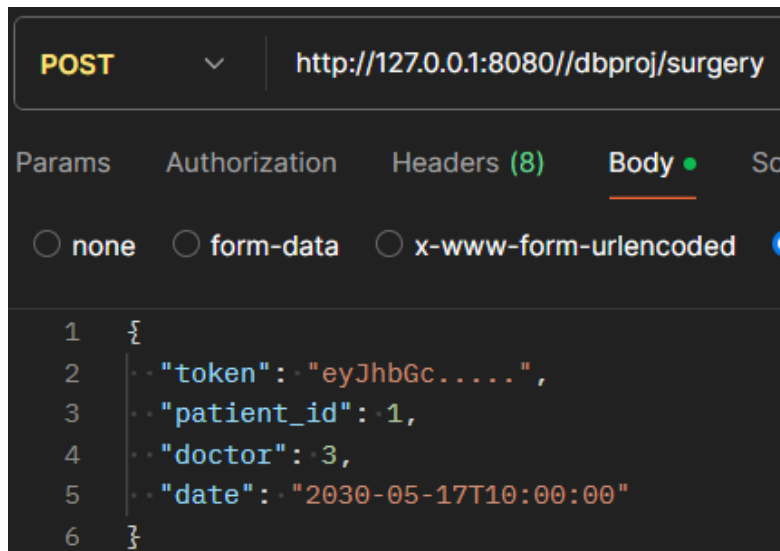 POST http://127.0.0.1:8080//dbproj/surgery
Params Authorization Headers (8) Body Sc
none form-data x-www-form-urlencoded
1 {
2 "token": "eyJhbGc.....",
3 "patient_id": 1,
4 "doctor": 3,
5 "date": "2030-05-17T10:00:00"
6 }